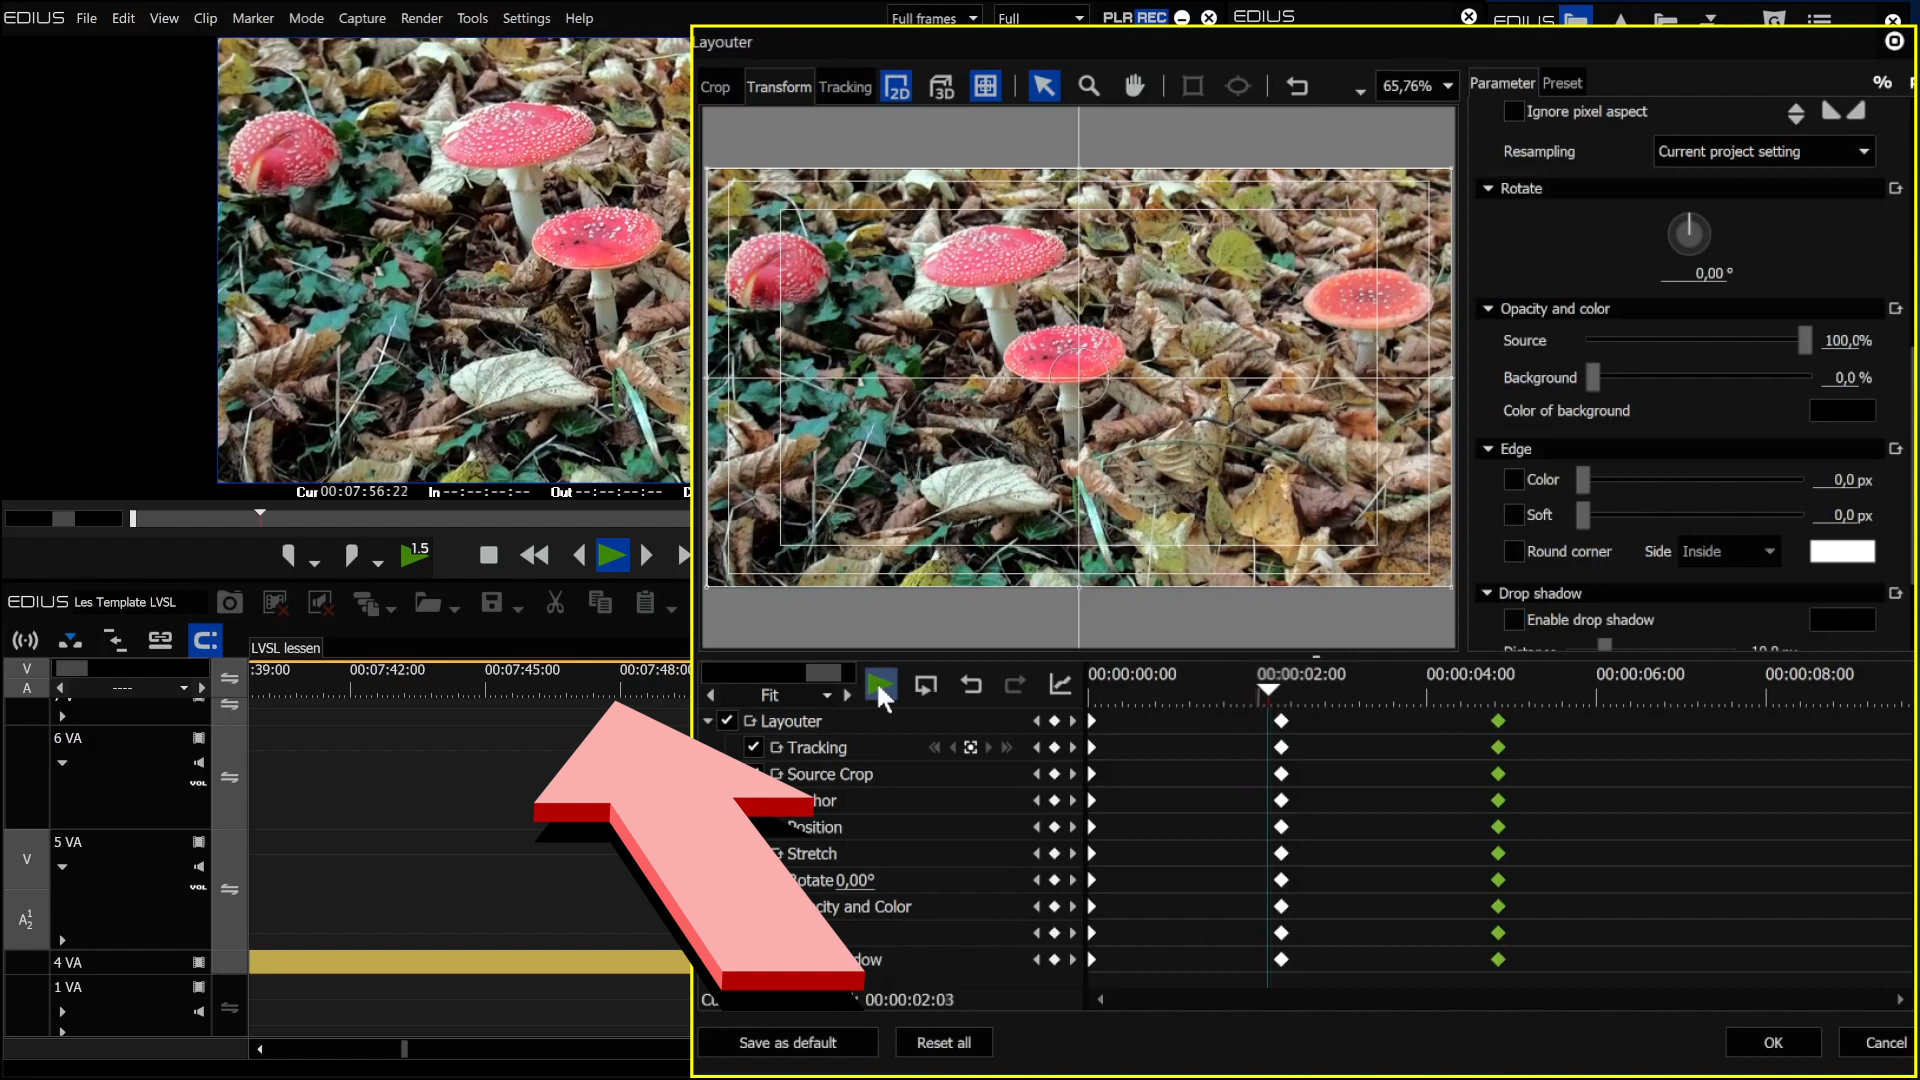 EDIUS File Edit View Clip Marker Mode Capture Render Tools Settings Help
Full frames Full PLR REC EDIUS EDIUS
Layouter
Crop Transform Tracking 2D 3D 65,76%
Parameter Preset %
Ignore pixel aspect
Resampling Current project setting
Rotate
0,00 °
Opacity and color
Source 100,0%
Background 0,0 %
Color of background
Edge
Color 0,0 px
Soft 0,0 px
Round corner Side Inside
Drop shadow
Enable drop shadow
Cur 00:07:56:22 In --:--:--:-- Out --:--:--:--
1.5
EDIUS Les Template LVSL
LVSL lessen
V
A ----
:39:00 00:07:42:00 00:07:45:00 00:07:48:00
6 VA
VOL
V 5 VA
VOL
A 1 2
4 VA
1 VA
Fit
00:00:00:00 00:00:02:00 00:00:04:00 00:00:06:00 00:00:08:00
Layouter
Tracking
Source Crop
hor
Position
Stretch
Rotate 0,00°
city and Color
dow
00:00:02:03
Save as default Reset all OK Cancel